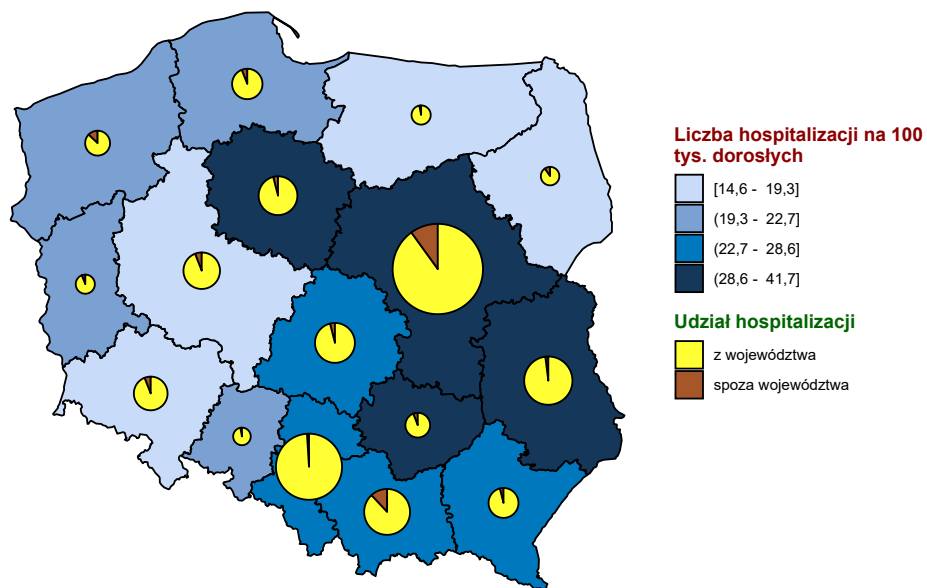 Liczba hospitalizacji na 100
tys. dorosłych
[14,6 - 19,3]
(19,3 - 22,7]
(22,7 - 28,6]
(28,6 - 41,7]
Udział hospitalizacji
z województwa
spoza województwa